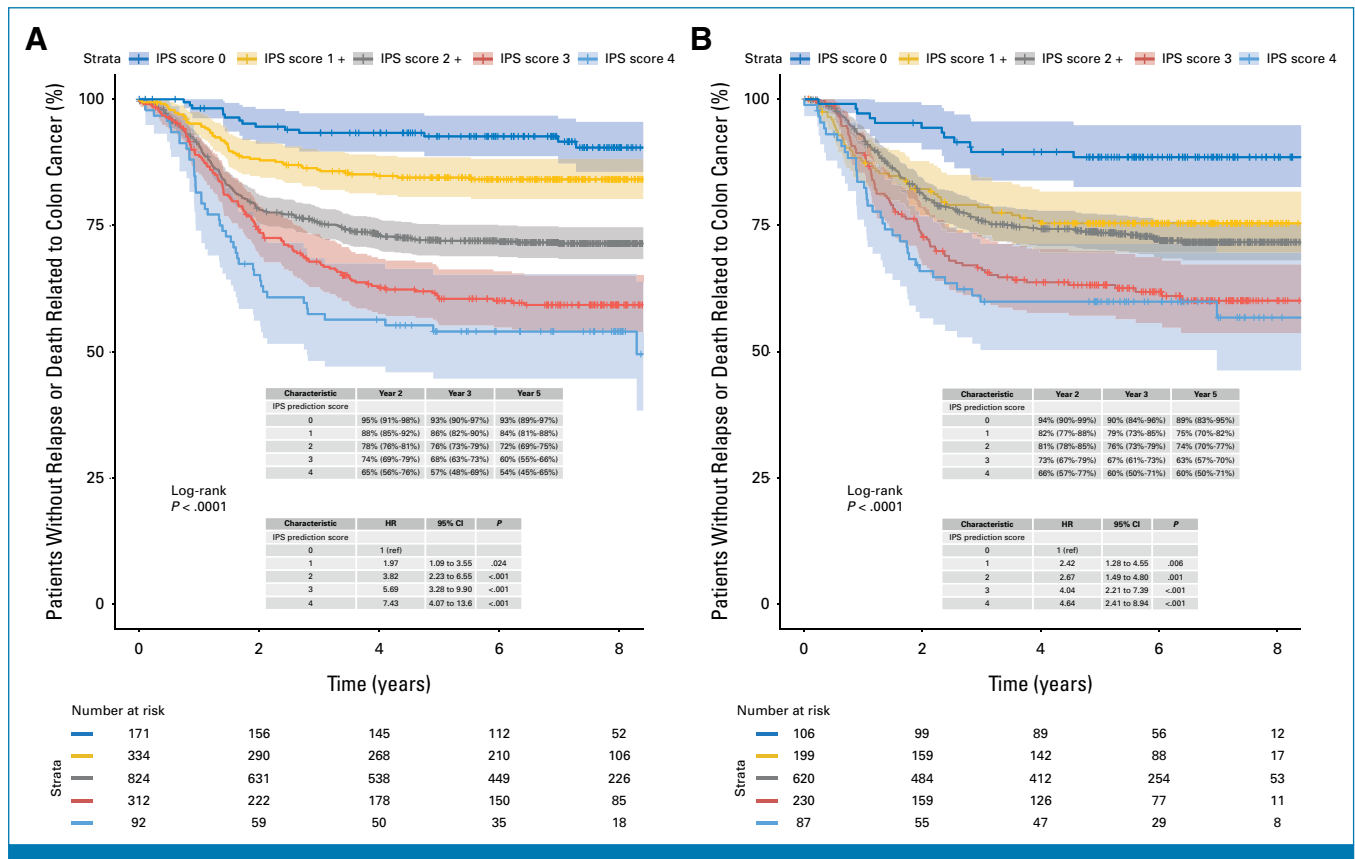 A
Strata IPS score 0 IPS score 1 + IPS score 2 + IPS score 3 IPS score 4
Patients Without Relapse or Death Related to Colon Cancer (%)
100
75
50
25
0
Characteristic Year 2 Year 3 Year 5
IPS prediction score
0 95% (91%-98%) 93% (90%-97%) 93% (89%-97%)
1 88% (85%-92%) 86% (82%-90%) 84% (81%-88%)
2 78% (76%-81%) 76% (73%-79%) 72% (69%-75%)
3 74% (69%-79%) 68% (63%-73%) 60% (55%-66%)
4 65% (56%-76%) 57% (48%-69%) 54% (45%-65%)
Log-rank
P < .0001
Characteristic HR 95% CI P
IPS prediction score
0 1 (ref)
1 1.97 1.09 to 3.55 .024
2 3.82 2.23 to 6.55 <.001
3 5.69 3.28 to 9.90 <.001
4 7.43 4.07 to 13.6 <.001
0 2 4 6 8
Time (years)
Number at risk
Strata
171 156 145 112 52
334 290 268 210 106
824 631 538 449 226
312 222 178 150 85
92 59 50 35 18
B
Strata IPS score 0 IPS score 1 + IPS score 2 + IPS score 3 IPS score 4
Patients Without Relapse or Death Related to Colon Cancer (%)
100
75
50
25
0
Characteristic Year 2 Year 3 Year 5
IPS prediction score
0 94% (90%-99%) 90% (84%-96%) 89% (83%-95%)
1 82% (77%-88%) 79% (73%-85%) 75% (70%-82%)
2 81% (78%-85%) 76% (73%-79%) 74% (70%-77%)
3 73% (67%-79%) 67% (61%-73%) 63% (57%-70%)
4 66% (57%-77%) 60% (50%-71%) 60% (50%-71%)
Log-rank
P < .0001
Characteristic HR 95% CI P
IPS prediction score
0 1 (ref)
1 2.42 1.28 to 4.55 .006
2 2.67 1.49 to 4.80 .001
3 4.04 2.21 to 7.39 <.001
4 4.64 2.41 to 8.94 <.001
0 2 4 6 8
Time (years)
Number at risk
Strata
106 99 89 56 12
199 159 142 88 17
620 484 412 254 53
230 159 126 77 11
87 55 47 29 8